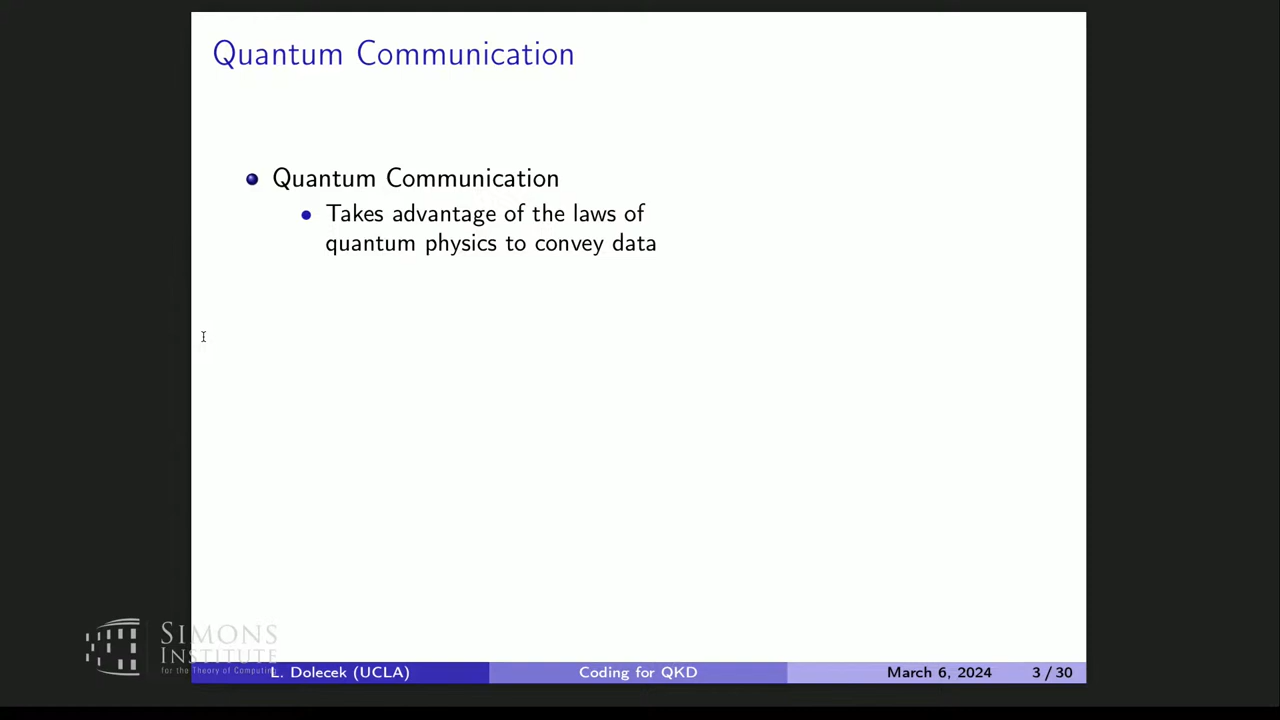 Quantum Communication
Quantum Communication
Takes advantage of the laws of
quantum physics to convey data
SIMONS
INSTITUTE
for the Theory of Computing
L. Dolecek (UCLA)
Coding for QKD
March 6, 2024
3 / 30